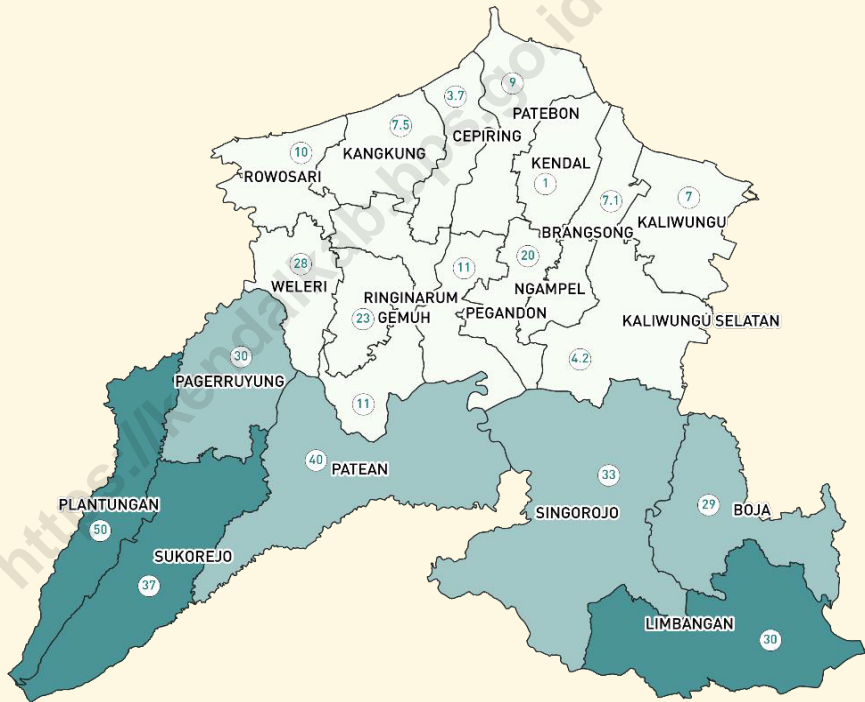 https://kendalkab.bps.go.id
9
3.7
PATEBON
7.5
CEPIRING
10
KANGKUNG
KENDAL
ROWOSARI
1
7.1
7
KALIWUNGU
BRANGSONG
28
20
11
WELERI
RINGINARUM
NGAMPEL
23
GEMUH
PEGANDON
KALIWUNGU SELATAN
30
4.2
PAGERRUYUNG
11
40
PATEAN
33
PLANTUNGAN
29
BOJA
50
SINGOROJO
SUKOREJO
37
LIMBANGAN
30